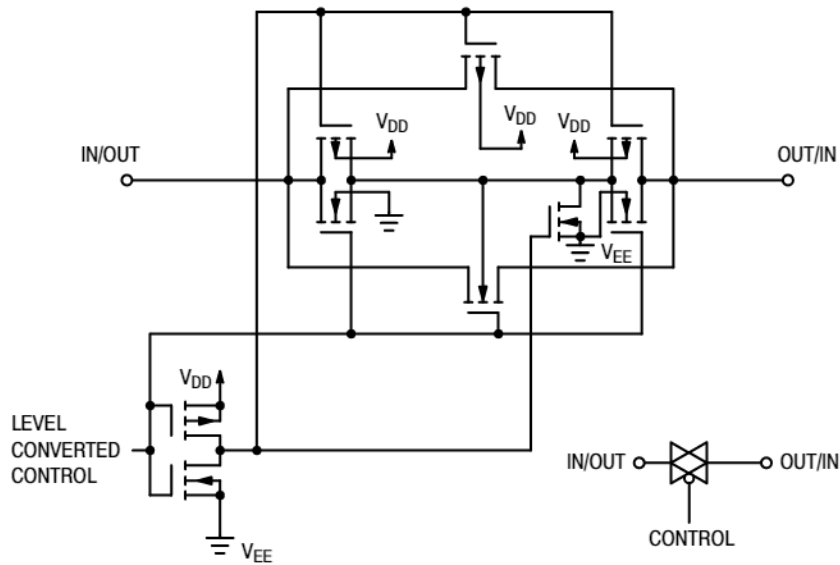 VDD
VDD
VDD
IN/OUT
OUT/IN
VEE
VDD
LEVEL
CONVERTED
CONTROL
VEE
IN/OUT
OUT/IN
CONTROL